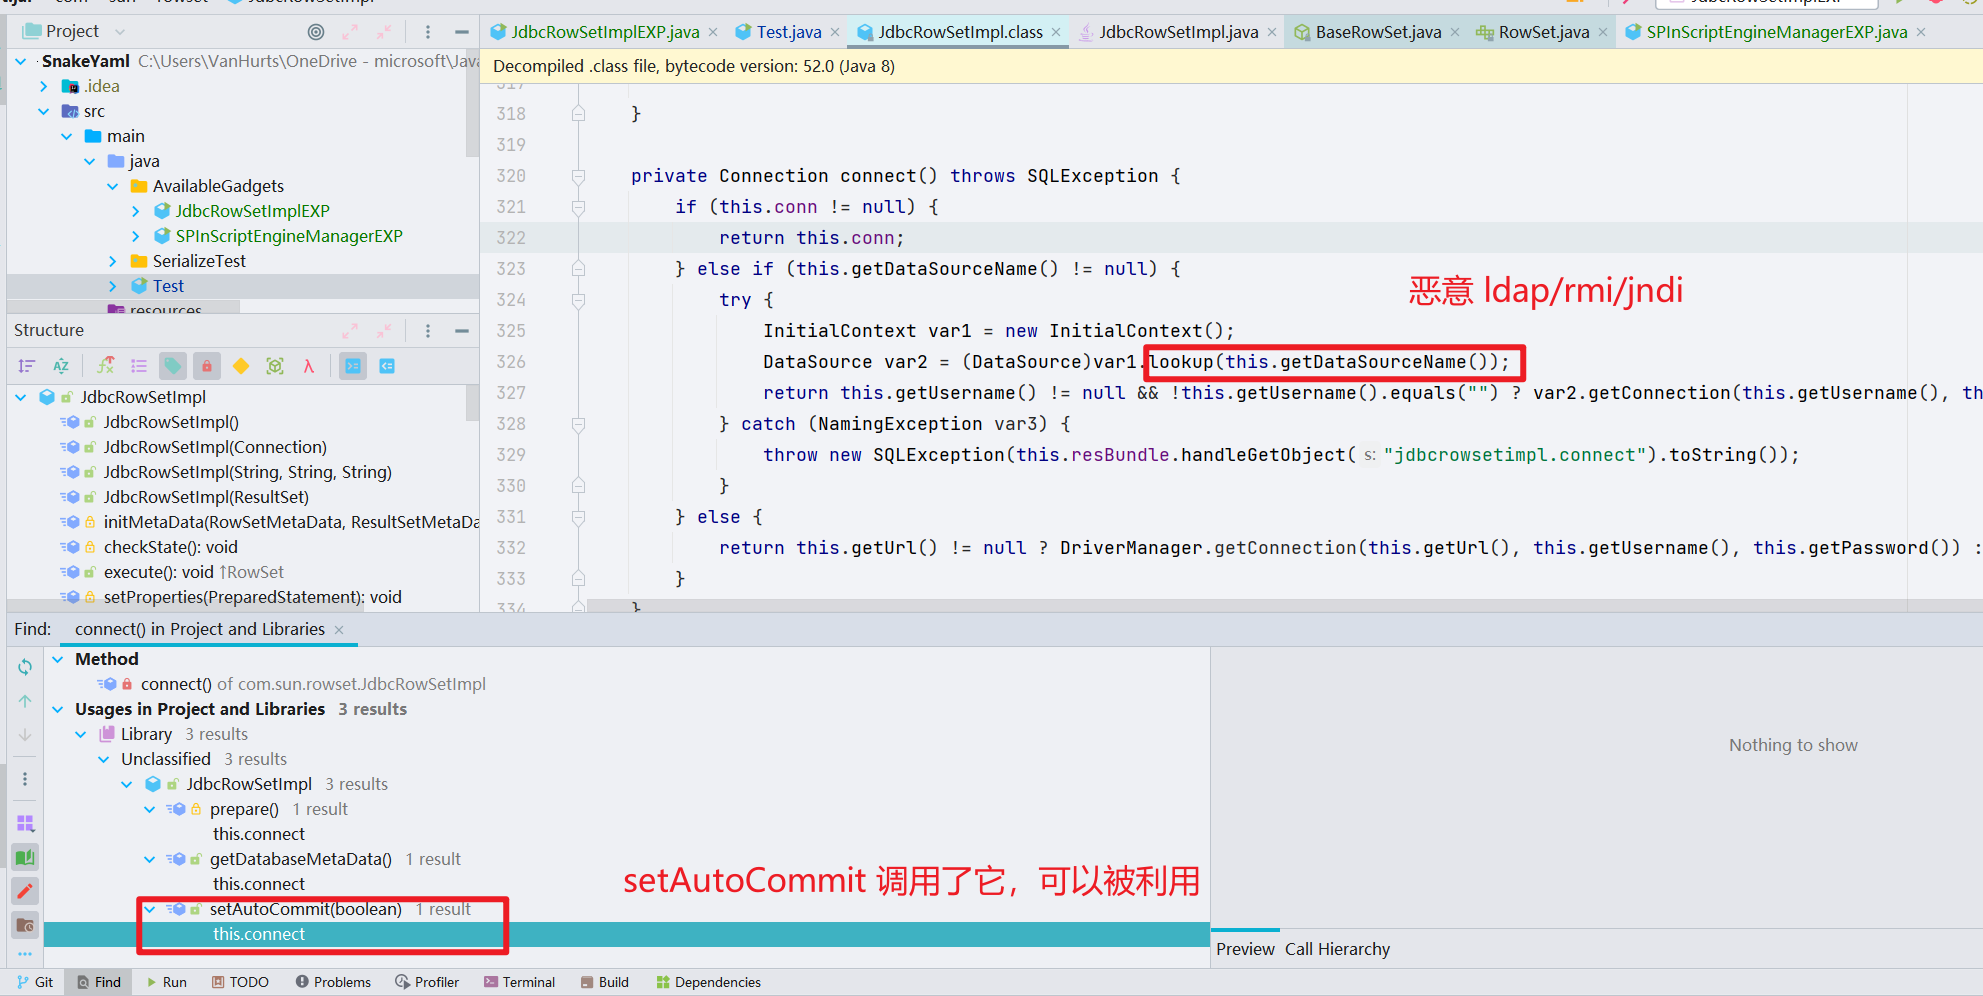 Project
JdbcRowSetImplEXP.java
Test.java
JdbcRowSetImpl.class
JdbcRowSetImpl.java
BaseRowSet.java
RowSet.java
SPInScriptEngineManagerEXP.java
SnakeYaml C:\Users\VanHurts\OneDrive - microsoft\Java
.idea
src
main
java
AvailableGadgets
JdbcRowSetImplEXP
SPInScriptEngineManagerEXP
SerializeTest
Test
resources
Decompiled .class file, bytecode version: 52.0 (Java 8)
317
318 }
319
320 private Connection connect() throws SQLException {
321 if (this.conn != null) {
322 return this.conn;
323 } else if (this.getDataSourceName() != null) {
324 try {
325 InitialContext var1 = new InitialContext();
326 DataSource var2 = (DataSource)var1.lookup(this.getDataSourceName());
327 return this.getUsername() != null && !this.getUsername().equals("") ? var2.getConnection(this.getUsername(), th
328 } catch (NamingException var3) {
329 throw new SQLException(this.resBundle.handleGetObject( s: "jdbcrowsetimpl.connect").toString());
330 }
331 } else {
332 return this.getUrl() != null ? DriverManager.getConnection(this.getUrl(), this.getUsername(), this.getPassword()) :
333 }
334 }
恶意 ldap/rmi/jndi
Structure
JdbcRowSetImpl
JdbcRowSetImpl()
JdbcRowSetImpl(Connection)
JdbcRowSetImpl(String, String, String)
JdbcRowSetImpl(ResultSet)
initMetaData(RowSetMetaData, ResultSetMetaDa
checkState(): void
execute(): void ↑RowSet
setProperties(PreparedStatement): void
Find: connect() in Project and Libraries
Method
connect() of com.sun.rowset.JdbcRowSetImpl
Usages in Project and Libraries 3 results
Library 3 results
Unclassified 3 results
JdbcRowSetImpl 3 results
prepare() 1 result
this.connect
getDatabaseMetaData() 1 result
this.connect
setAutoCommit(boolean) 1 result
this.connect
setAutoCommit 调用了它，可以被利用
Nothing to show
Preview Call Hierarchy
Git Find Run TODO Problems Profiler Terminal Build Dependencies